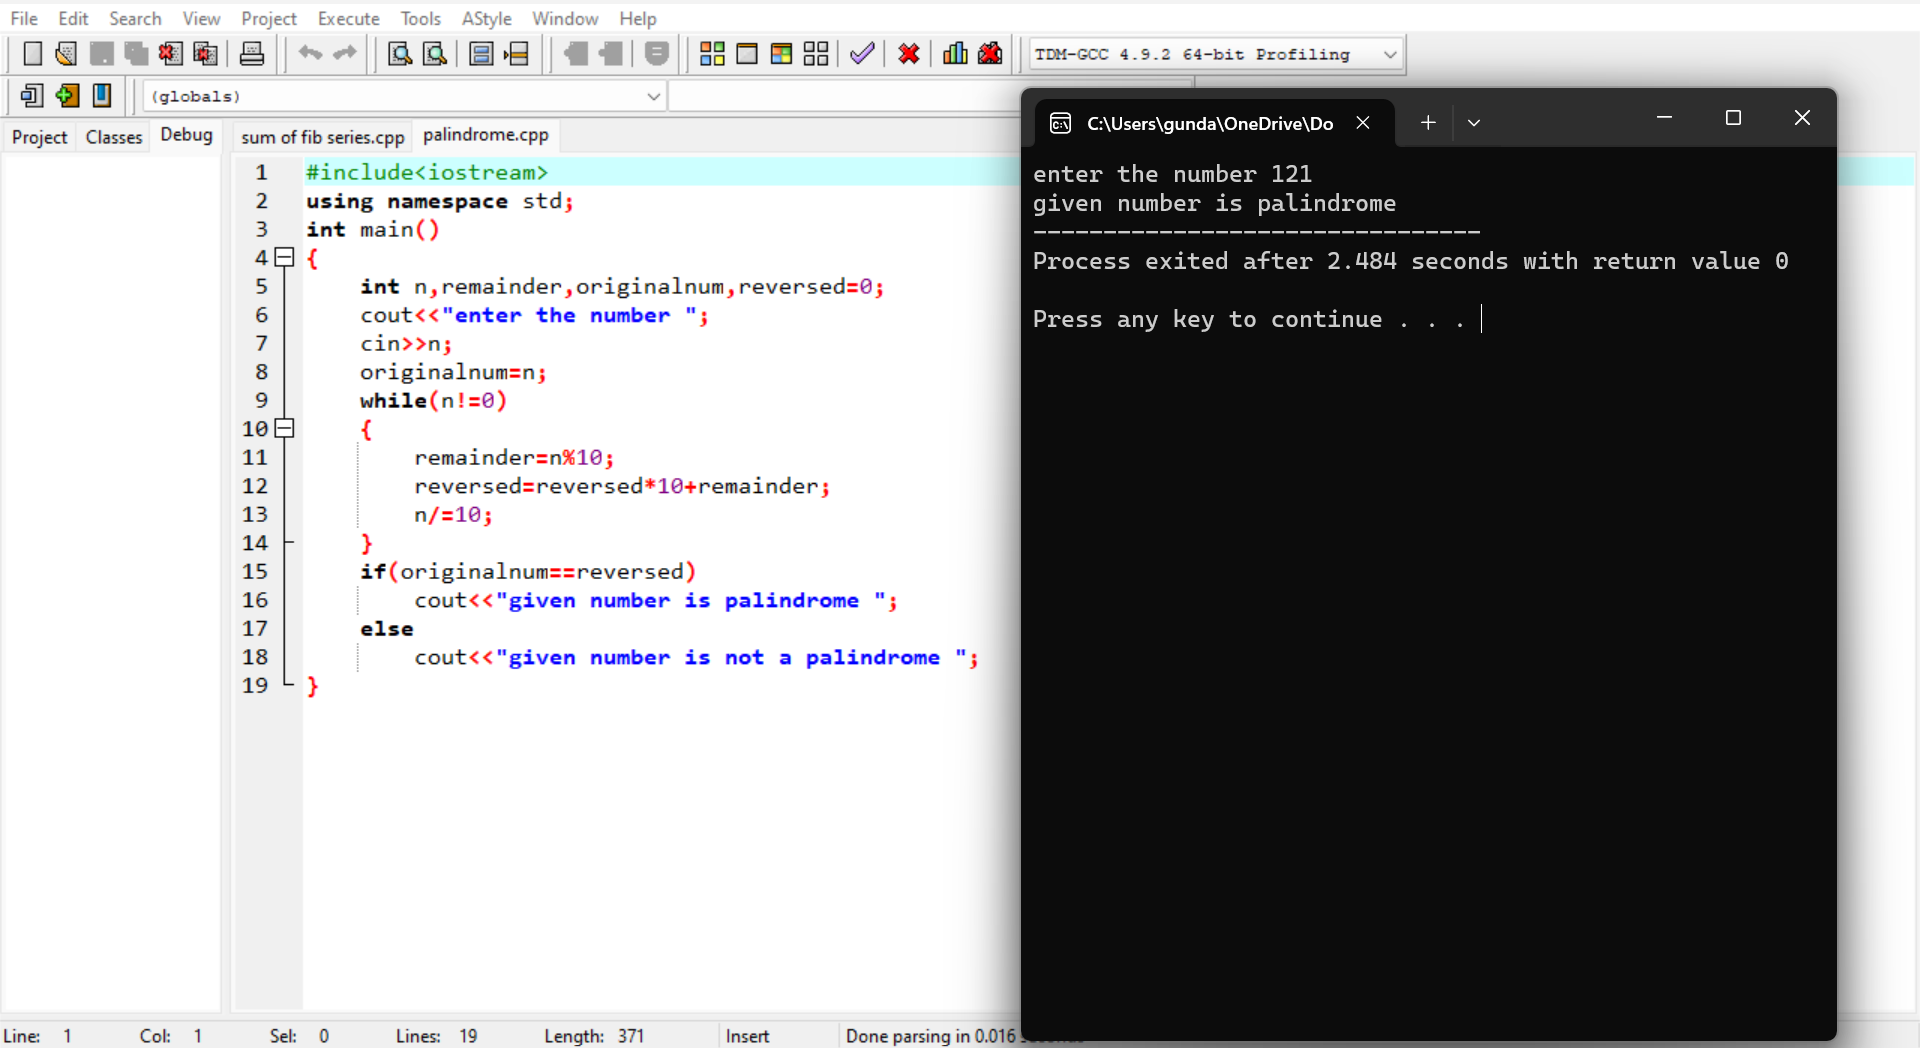 File Edit Search View Project Execute Tools AStyle Window Help
TDM-GCC 4.9.2 64-bit Profiling
(globals)
Project Classes Debug sum of fib series.cpp palindrome.cpp
1 #include<iostream>
2 using namespace std;
3 int main()
4 {
5 int n,remainder,originalnum,reversed=0;
6 cout<<"enter the number ";
7 cin>>n;
8 originalnum=n;
9 while(n!=0)
10 {
11 remainder=n%10;
12 reversed=reversed*10+remainder;
13 n/=10;
14 }
15 if(originalnum==reversed)
16 cout<<"given number is palindrome ";
17 else
18 cout<<"given number is not a palindrome ";
19 }
C:\Users\gunda\OneDrive\Do
enter the number 121
given number is palindrome
--------------------------------
Process exited after 2.484 seconds with return value 0
Press any key to continue . . .
Line: 1 Col: 1 Sel: 0 Lines: 19 Length: 371 Insert Done parsing in 0.016